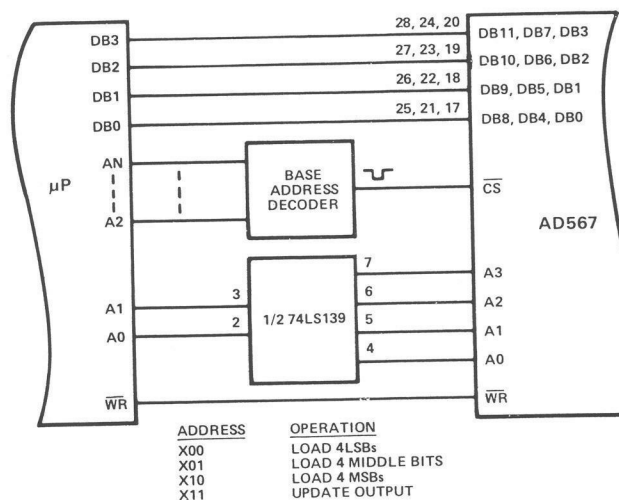 28, 24, 20
DB3 DB11, DB7, DB3
27, 23, 19
DB2 DB10, DB6, DB2
26, 22, 18
DB1 DB9, DB5, DB1
25, 21, 17
DB0 DB8, DB4, DB0
AN
µP
BASE
ADDRESS
DECODER
CS
A2
AD567
7
A3
3
6
A1
A2
2
1/2 74LS139
5
A0
A1
4
A0
WR WR
ADDRESS OPERATION
X00 LOAD 4LSBs
X01 LOAD 4 MIDDLE BITS
X10 LOAD 4 MSBs
X11 UPDATE OUTPUT